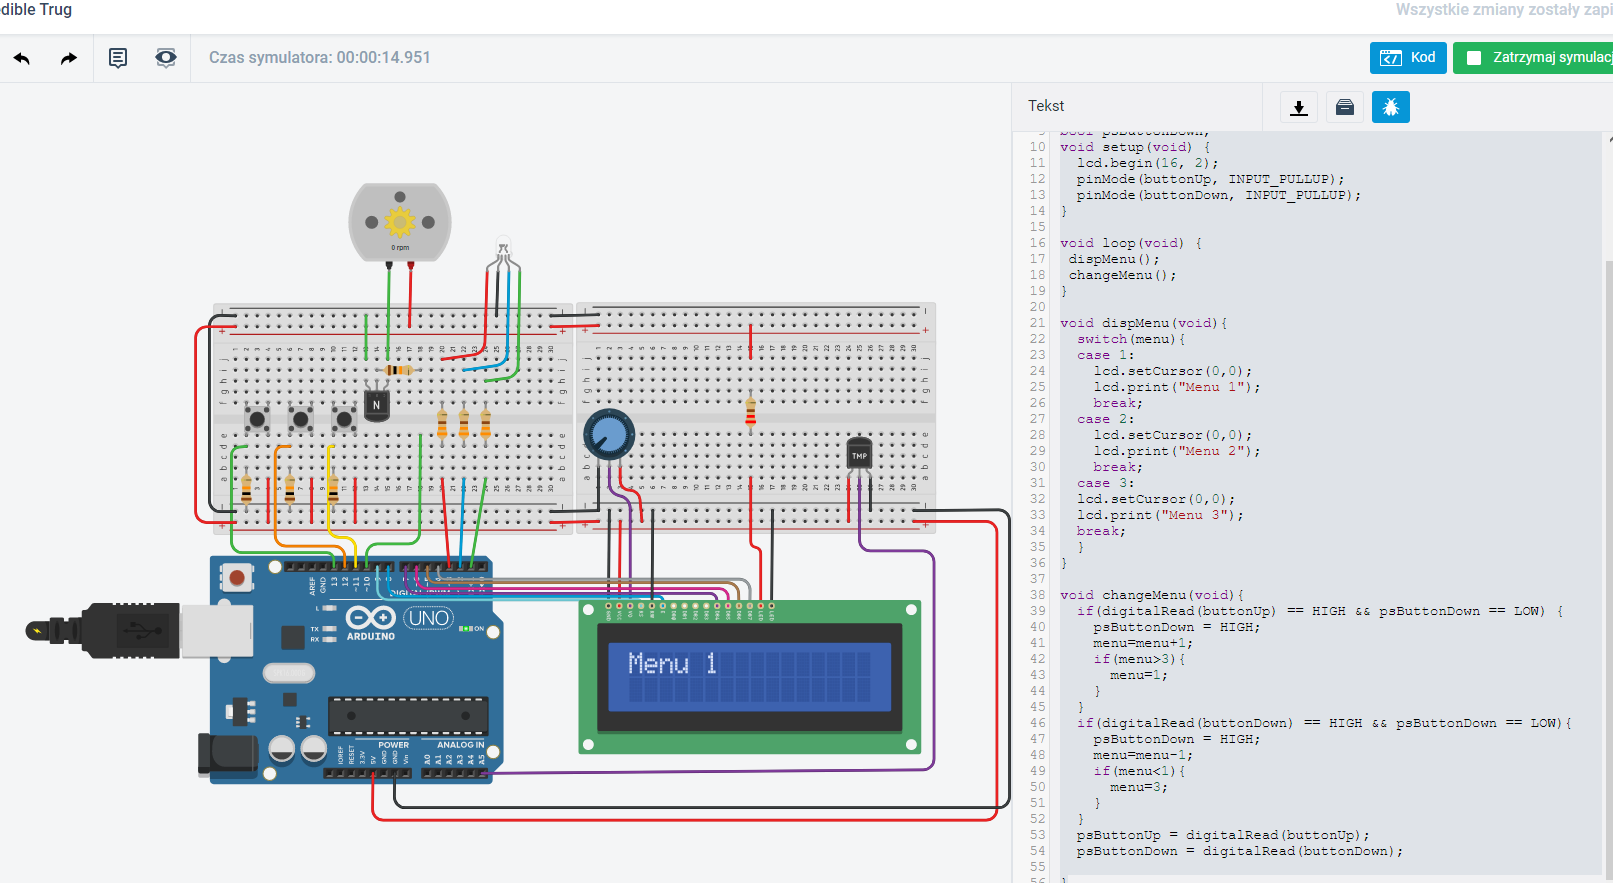 dible Trug
Wszystkie zmiany zostały zapi
Czas symulatora: 00:00:14.951
Kod
Zatrzymaj symulacj
Tekst
10 void setup(void) {
11 lcd.begin(16, 2);
12 pinMode(buttonUp, INPUT_PULLUP);
13 pinMode(buttonDown, INPUT_PULLUP);
14 }
15
16 void loop(void) {
17 dispMenu();
18 changeMenu();
19 }
20
21 void dispMenu(void){
22 switch(menu){
23 case 1:
24 lcd.setCursor(0,0);
25 lcd.print("Menu 1");
26 break;
27 case 2:
28 lcd.setCursor(0,0);
29 lcd.print("Menu 2");
30 break;
31 case 3:
32 lcd.setCursor(0,0);
33 lcd.print("Menu 3");
34 break;
35 }
36 }
37
38 void changeMenu(void){
39 if(digitalRead(buttonUp) == HIGH && psButtonDown == LOW) {
40 psButtonDown = HIGH;
41 menu=menu+1;
42 if(menu>3){
43 menu=1;
44 }
45 }
46 if(digitalRead(buttonDown) == HIGH && psButtonDown == LOW){
47 psButtonDown = HIGH;
48 menu=menu-1;
49 if(menu<1){
50 menu=3;
51 }
52 }
53 psButtonUp = digitalRead(buttonUp);
54 psButtonDown = digitalRead(buttonDown);
55
56 }
0 rpm
N
TMP
AREF
GND
13
12
~11
~10
L
TX
RX
ARDUINO
UNO
ON
Menu 1
POWER
ANALOG IN
IOREF
RESET
3.3V
5V
GND
GND
Vin
A0
A1
A2
A3
A4
A5